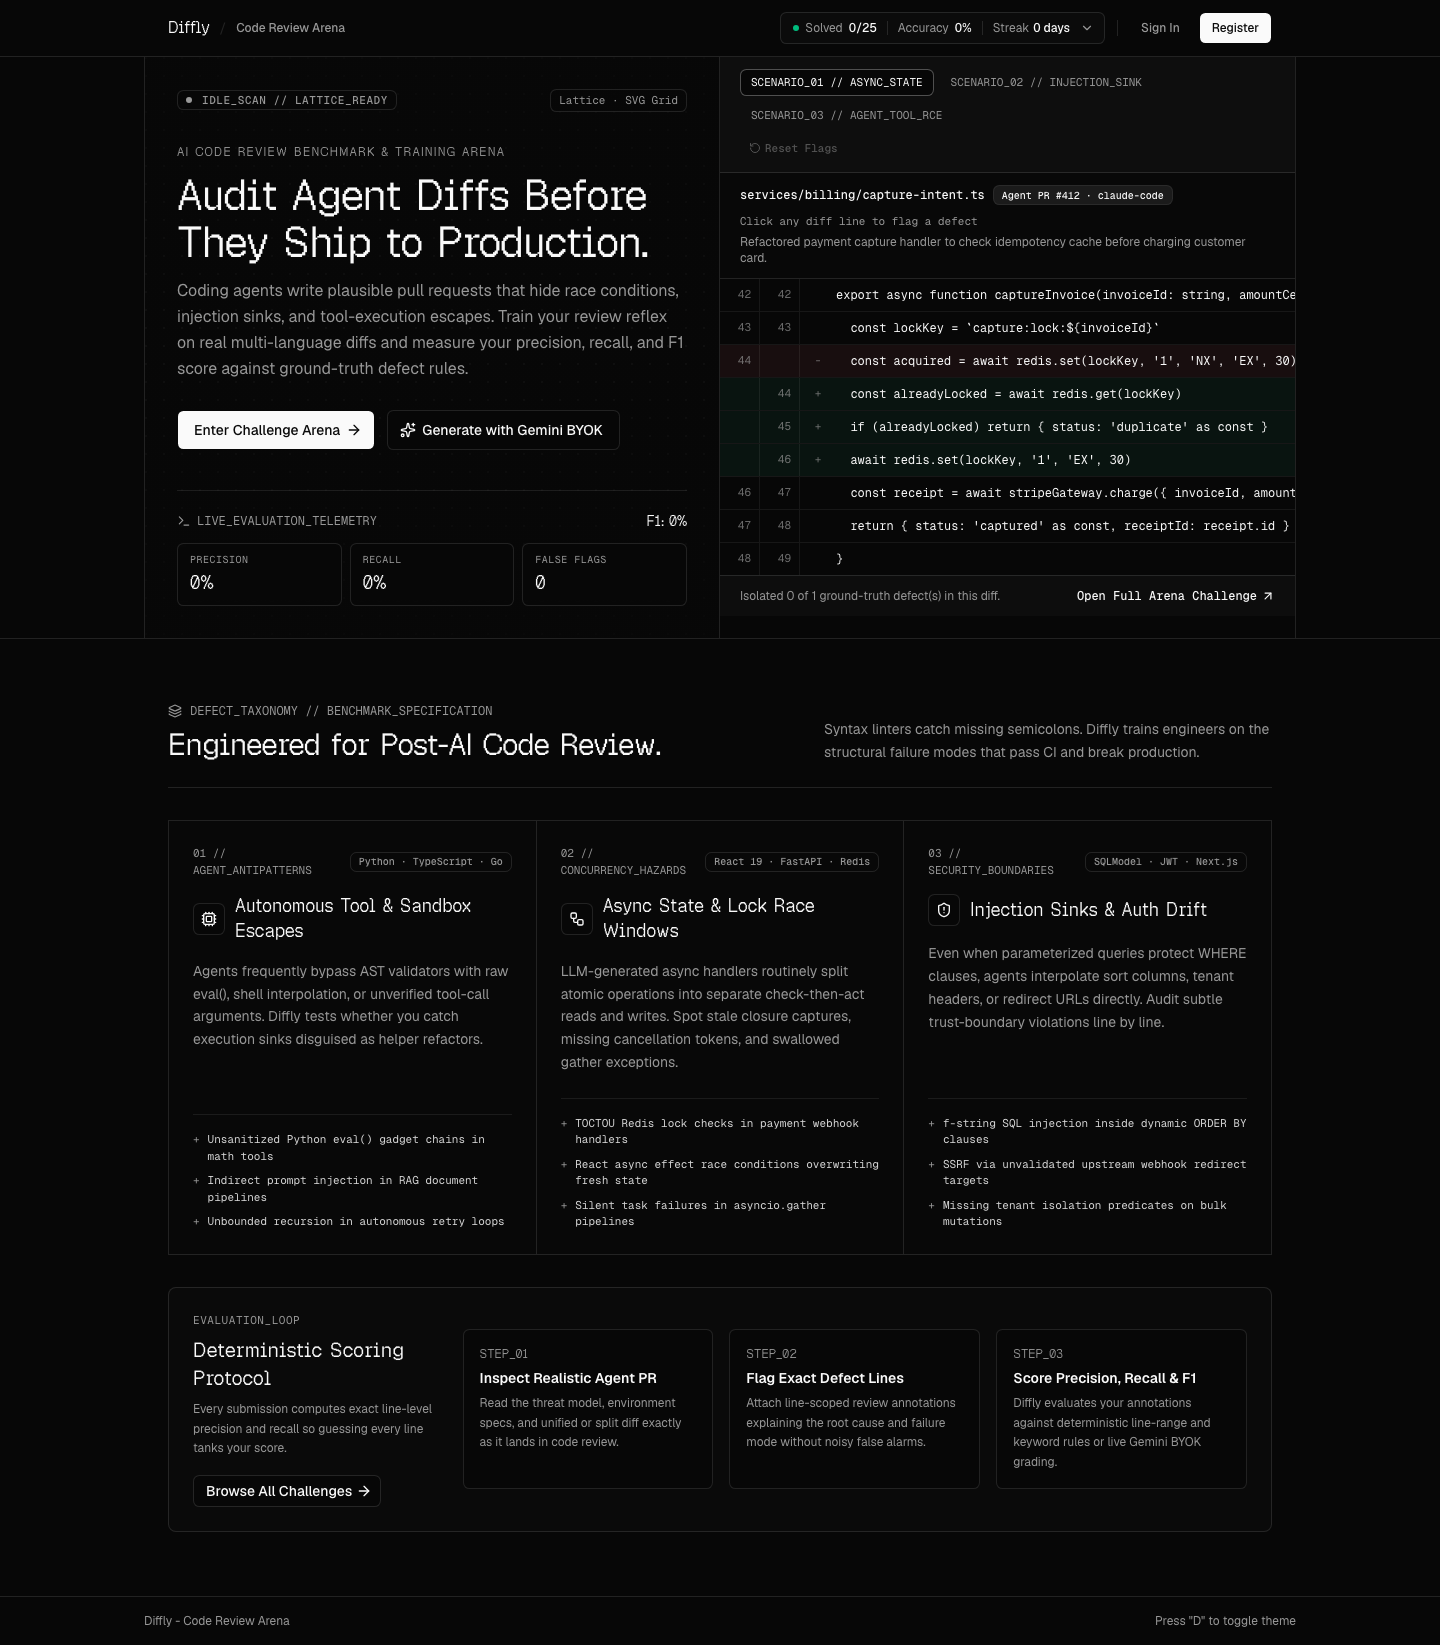 Diffly / Code Review Arena
Solved 0/25 Accuracy 0% Streak 0 days
Sign In
Register
IDLE_SCAN // LATTICE_READY
Lattice · SVG Grid
AI CODE REVIEW BENCHMARK & TRAINING ARENA
Audit Agent Diffs Before
They Ship to Production.
Coding agents write plausible pull requests that hide race conditions,
injection sinks, and tool-execution escapes. Train your review reflex
on real multi-language diffs and measure your precision, recall, and F1
score against ground-truth defect rules.
Enter Challenge Arena →
Generate with Gemini BYOK
LIVE_EVALUATION_TELEMETRY
F1: 0%
PRECISION
0%
RECALL
0%
FALSE FLAGS
0
SCENARIO_01 // ASYNC_STATE
SCENARIO_02 // INJECTION_SINK
SCENARIO_03 // AGENT_TOOL_RCE
Reset Flags
services/billing/capture-intent.ts
Agent PR #412 · claude-code
Click any diff line to flag a defect
Refactored payment capture handler to check idempotency cache before charging customer
card.
42 42 export async function captureInvoice(invoiceId: string, amountCe
43 43 const lockKey = `capture:lock:${invoiceId}`
44 - const acquired = await redis.set(lockKey, '1', 'NX', 'EX', 30)
44 + const alreadyLocked = await redis.get(lockKey)
45 + if (alreadyLocked) return { status: 'duplicate' as const }
46 + await redis.set(lockKey, '1', 'EX', 30)
46 47 const receipt = await stripeGateway.charge({ invoiceId, amount
47 48 return { status: 'captured' as const, receiptId: receipt.id }
48 49 }
Isolated 0 of 1 ground-truth defect(s) in this diff.
Open Full Arena Challenge ↗
DEFECT_TAXONOMY // BENCHMARK_SPECIFICATION
Engineered for Post-AI Code Review.
Syntax linters catch missing semicolons. Diffly trains engineers on the
structural failure modes that pass CI and break production.
01 //
AGENT_ANTIPATTERNS
Python · TypeScript · Go
Autonomous Tool & Sandbox
Escapes
Agents frequently bypass AST validators with raw
eval(), shell interpolation, or unverified tool-call
arguments. Diffly tests whether you catch
execution sinks disguised as helper refactors.
+ Unsanitized Python eval() gadget chains in
math tools
+ Indirect prompt injection in RAG document
pipelines
+ Unbounded recursion in autonomous retry loops
02 //
CONCURRENCY_HAZARDS
React 19 · FastAPI · Redis
Async State & Lock Race
Windows
LLM-generated async handlers routinely split
atomic operations into separate check-then-act
reads and writes. Spot stale closure captures,
missing cancellation tokens, and swallowed
gather exceptions.
+ TOCTOU Redis lock checks in payment webhook
handlers
+ React async effect race conditions overwriting
fresh state
+ Silent task failures in asyncio.gather
pipelines
03 //
SECURITY_BOUNDARIES
SQLModel · JWT · Next.js
Injection Sinks & Auth Drift
Even when parameterized queries protect WHERE
clauses, agents interpolate sort columns, tenant
headers, or redirect URLs directly. Audit subtle
trust-boundary violations line by line.
+ f-string SQL injection inside dynamic ORDER BY
clauses
+ SSRF via unvalidated upstream webhook redirect
targets
+ Missing tenant isolation predicates on bulk
mutations
EVALUATION_LOOP
Deterministic Scoring
Protocol
Every submission computes exact line-level
precision and recall so guessing every line
tanks your score.
Browse All Challenges →
STEP_01
Inspect Realistic Agent PR
Read the threat model, environment
specs, and unified or split diff exactly
as it lands in code review.
STEP_02
Flag Exact Defect Lines
Attach line-scoped review annotations
explaining the root cause and failure
mode without noisy false alarms.
STEP_03
Score Precision, Recall & F1
Diffly evaluates your annotations
against deterministic line-range and
keyword rules or live Gemini BYOK
grading.
Diffly - Code Review Arena
Press "D" to toggle theme